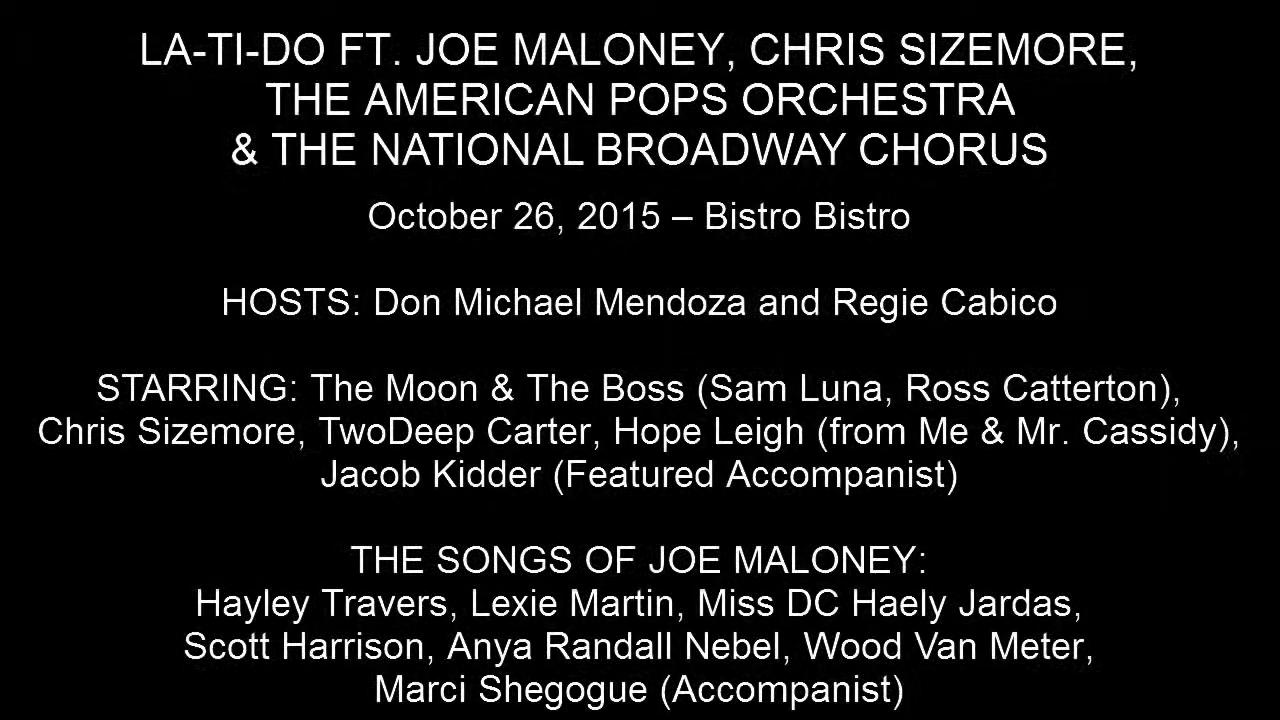 LA-TI-DO FT. JOE MALONEY, CHRIS SIZEMORE,
THE AMERICAN POPS ORCHESTRA
& THE NATIONAL BROADWAY CHORUS
October 26, 2015 – Bistro Bistro
HOSTS: Don Michael Mendoza and Regie Cabico
STARRING: The Moon & The Boss (Sam Luna, Ross Catterton),
Chris Sizemore, TwoDeep Carter, Hope Leigh (from Me & Mr. Cassidy),
Jacob Kidder (Featured Accompanist)
THE SONGS OF JOE MALONEY:
Hayley Travers, Lexie Martin, Miss DC Haely Jardas,
Scott Harrison, Anya Randall Nebel, Wood Van Meter,
Marci Shegogue (Accompanist)